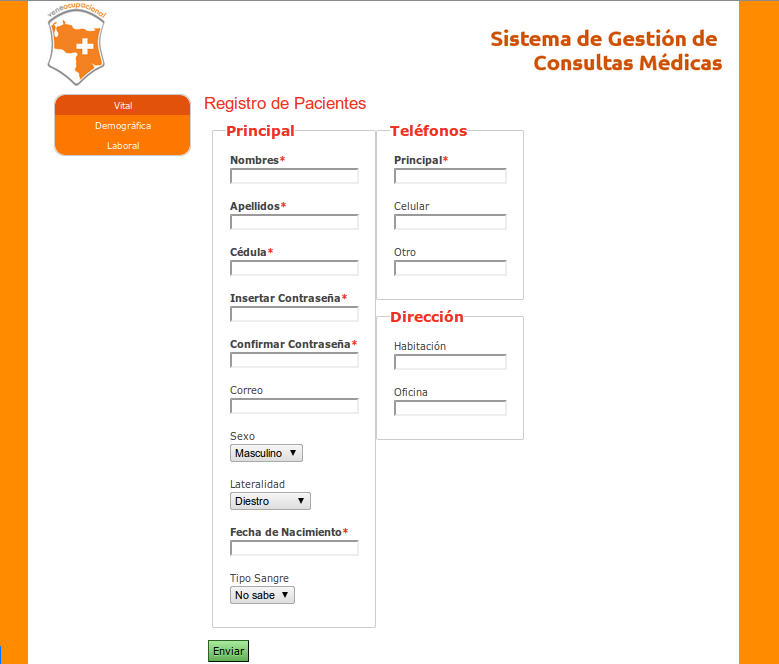 veneocupacional
Sistema de Gestión de
Consultas Médicas
Vital
Demográfica
Laboral
Registro de Pacientes
Principal
Nombres*
Apellidos*
Cédula*
Insertar Contraseña*
Confirmar Contraseña*
Correo
Sexo
Masculino ▼
Lateralidad
Diestro ▼
Fecha de Nacimiento*
Tipo Sangre
No sabe ▼
Teléfonos
Principal*
Celular
Otro
Dirección
Habitación
Oficina
Enviar